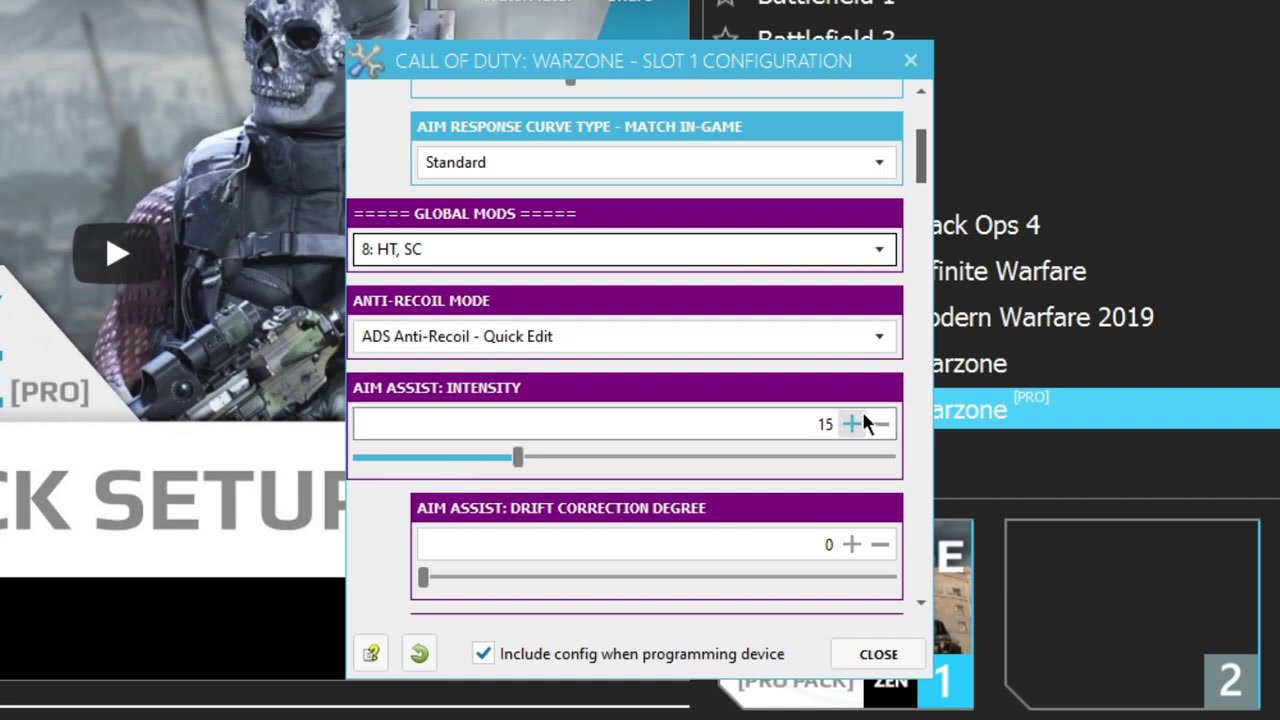 CALL OF DUTY: WARZONE - SLOT 1 CONFIGURATION
AIM RESPONSE CURVE TYPE - MATCH IN-GAME
Standard
===== GLOBAL MODS =====
8: HT, SC
ANTI-RECOIL MODE
ADS Anti-Recoil - Quick Edit
AIM ASSIST: INTENSITY
15
AIM ASSIST: DRIFT CORRECTION DEGREE
0
Include config when programming device
CLOSE
[PRO]
CK SETUP
Battlefield 1
Battlefield 3
ack Ops 4
finite Warfare
odern Warfare 2019
arzone
arzone [PRO]
E
[PRO PACK] ZEN 1
2